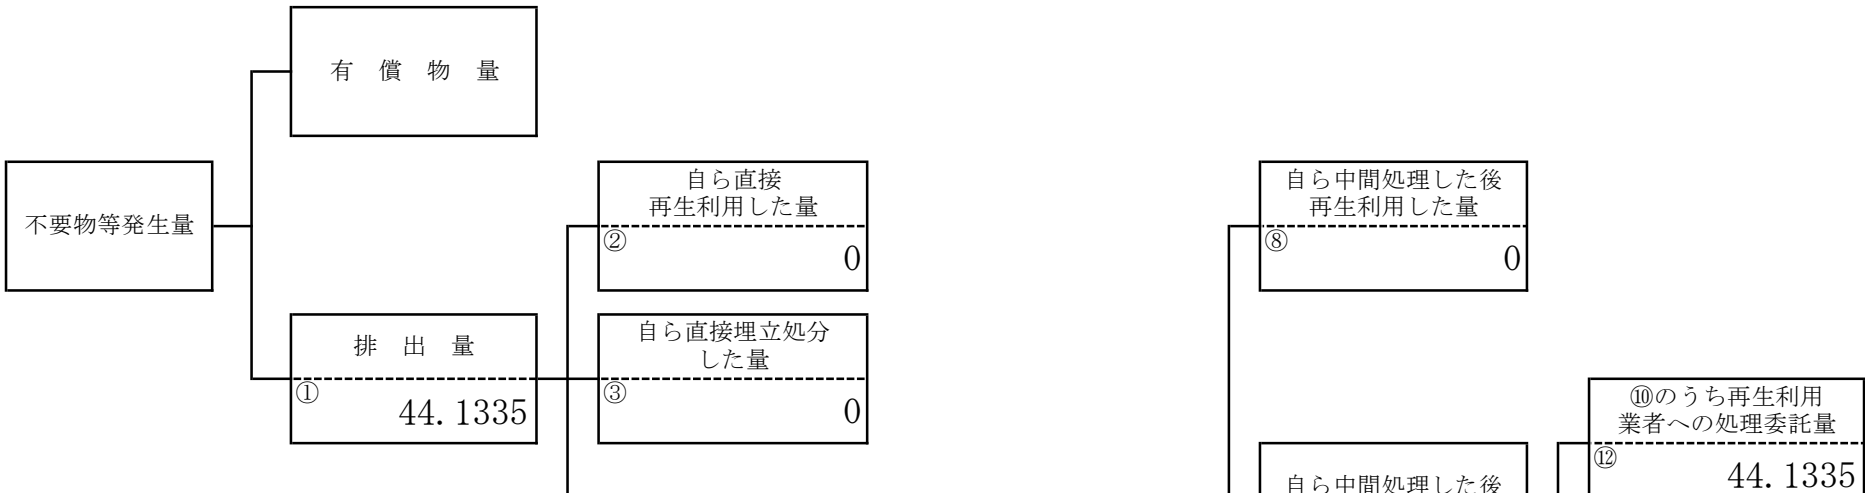 有　償　物　量
不要物等発生量
自ら直接
再生利用した量
②
0
自ら中間処理した後
再生利用した量
⑧
0
排　出　量
①
44.1335
自ら直接埋立処分
した量
③
0
⑩のうち再生利用
業者への処理委託量
⑫
44.1335
自ら中間処理した後